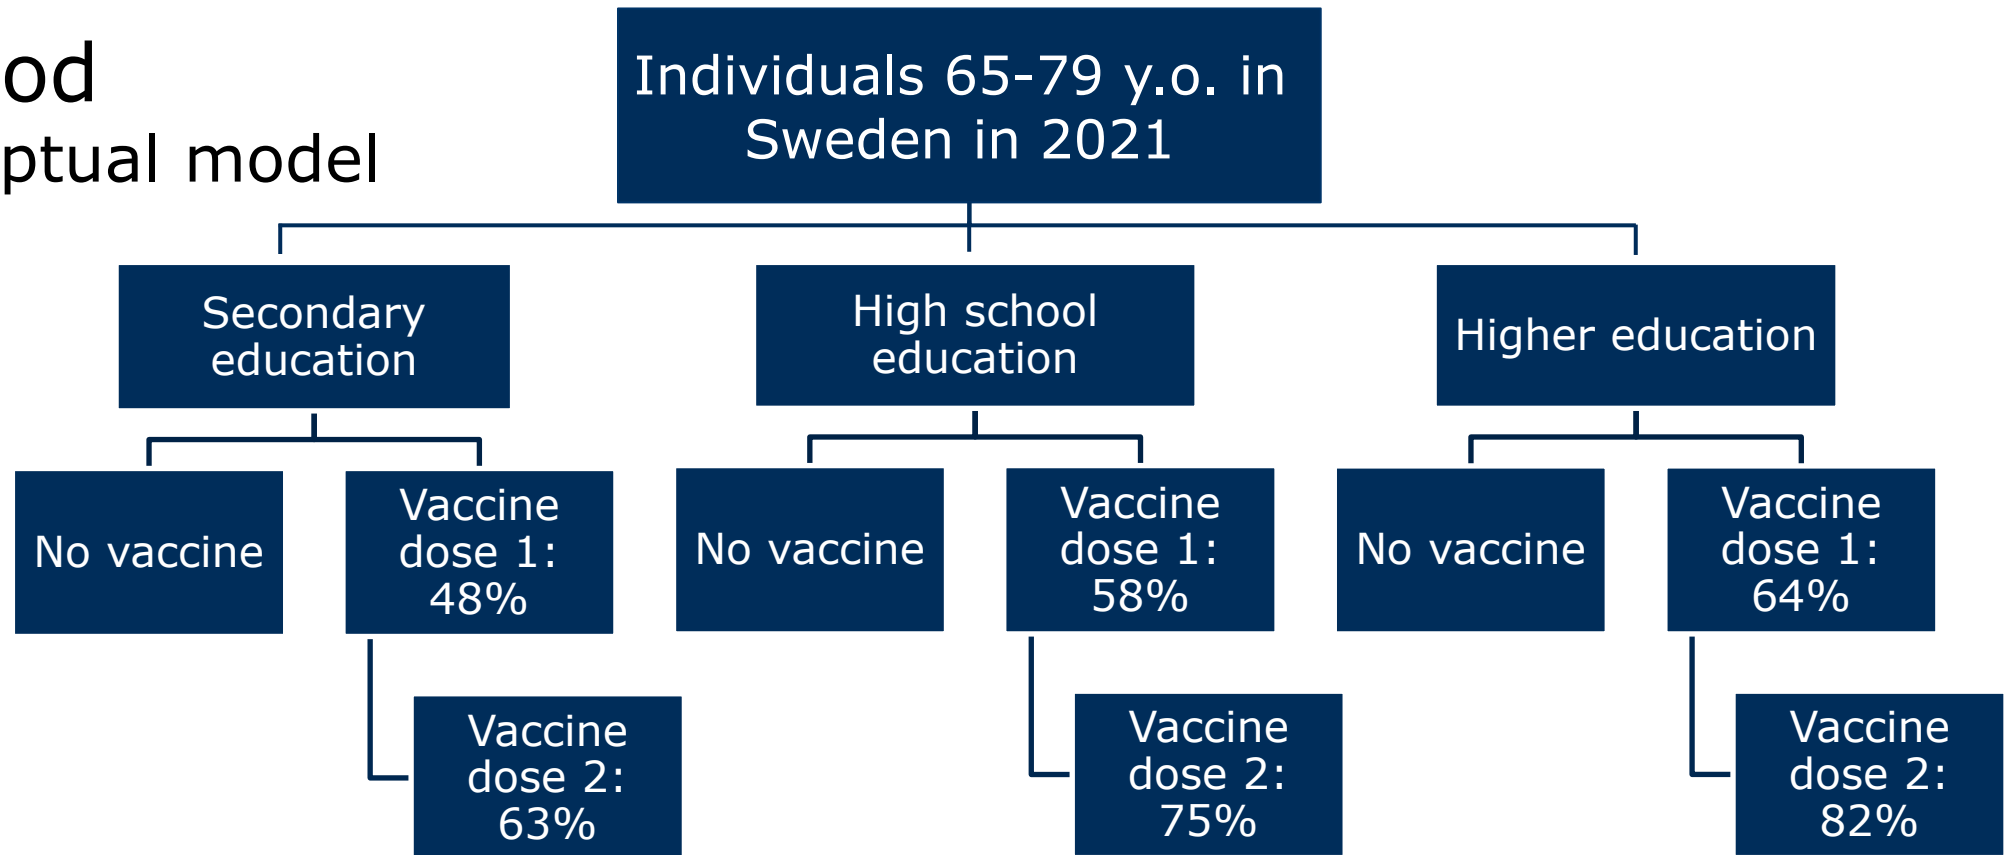 od
ptual model
Individuals 65-79 y.o. in
Sweden in 2021
Secondary
education
High school
education
Higher education
No vaccine
Vaccine
dose 1:
48%
No vaccine
Vaccine
dose 1:
58%
No vaccine
Vaccine
dose 1:
64%
Vaccine
dose 2:
63%
Vaccine
dose 2:
75%
Vaccine
dose 2:
82%